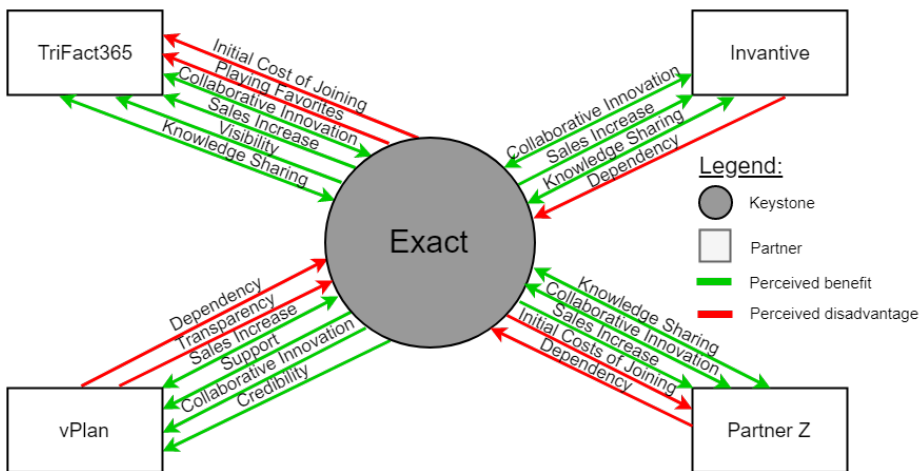 TriFact365
Initial Cost of Joining
Playing Favorites
Collaborative Innovation
Sales Increase
Visibility
Knowledge Sharing
Invantive
Collaborative Innovation
Sales Increase
Knowledge Sharing
Dependency
Legend:
Keystone
Partner
Perceived benefit
Perceived disadvantage
Exact
Dependency
Transparency
Sales Increase
Support
Collaborative Innovation
Credibility
vPlan
Knowledge Sharing
Collaborative Innovation
Sales Increase
Initial Costs of Joining
Dependency
Partner Z